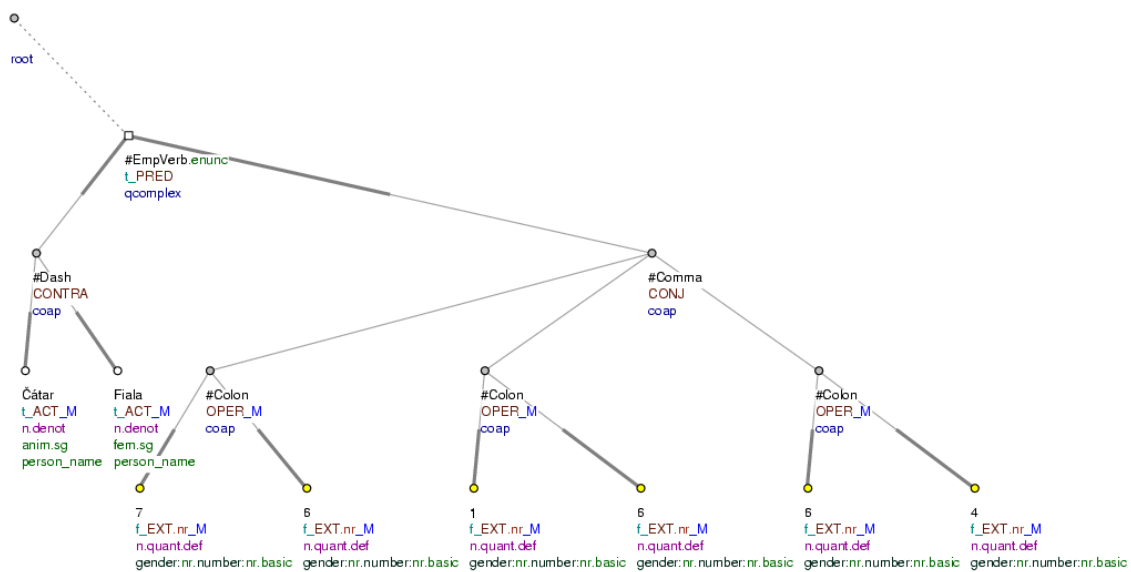 root
#EmpVerb.enunc
t_PRED
qcomplex
#Dash
CONTRA
coap
#Comma
CONJ
coap
Čátar
t_ACT_M
n.denot
anim.sg
person_name
Fiala
t_ACT_M
n.denot
fem.sg
person_name
#Colon
OPER_M
coap
#Colon
OPER_M
coap
#Colon
OPER_M
coap
7
f_EXT.nr_M
n.quant.def
gender:nr.number:nr.basic
6
f_EXT.nr_M
n.quant.def
gender:nr.number:nr.basic
1
f_EXT.nr_M
n.quant.def
gender:nr.number:nr.basic
6
f_EXT.nr_M
n.quant.def
gender:nr.number:nr.basic
6
f_EXT.nr_M
n.quant.def
gender:nr.number:nr.basic
4
f_EXT.nr_M
n.quant.def
gender:nr.number:nr.basic